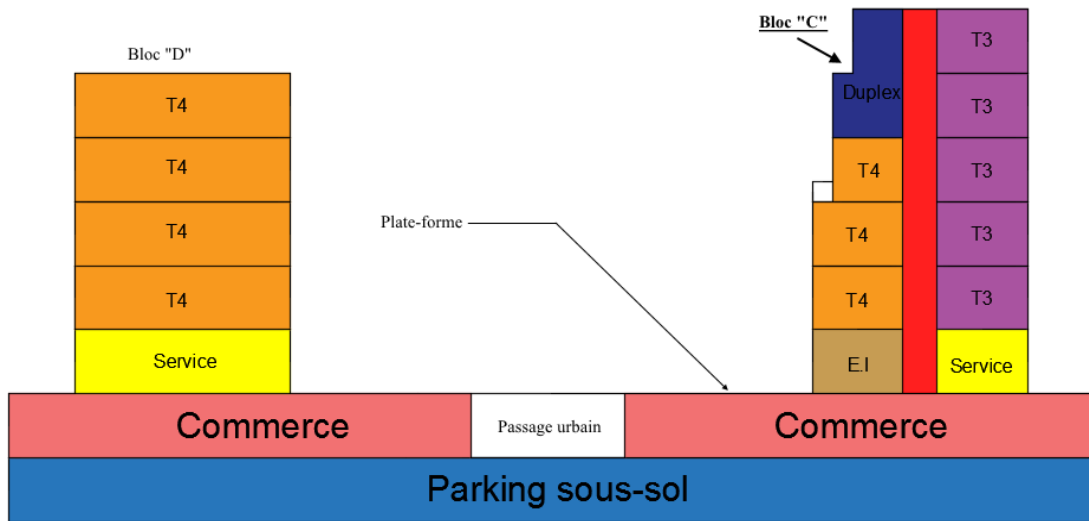 Bloc "C"
T3
Bloc "D"
T4
Duplex
T3
T4
T4
T3
Plate-forme
T4
T4
T3
T4
T4
T3
Service
E.I
Service
Commerce
Passage urbain
Commerce
Parking sous-sol